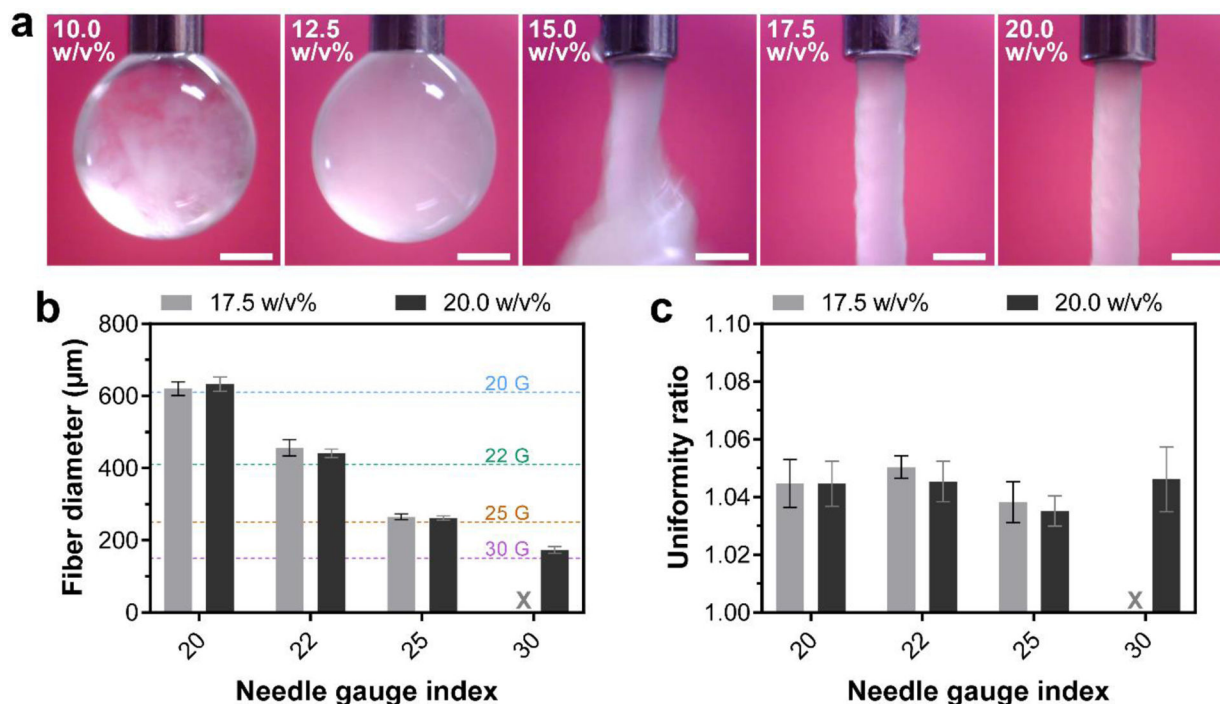 a
10.0
w/v%
12.5
w/v%
15.0
w/v%
17.5
w/v%
20.0
w/v%
b
17.5 w/v%
20.0 w/v%
Fiber diameter (µm)
800
600
400
200
0
20 G
22 G
25 G
30 G
X
20
22
25
30
Needle gauge index
c
17.5 w/v%
20.0 w/v%
Uniformity ratio
1.10
1.08
1.06
1.04
1.02
1.00
X
20
22
25
30
Needle gauge index